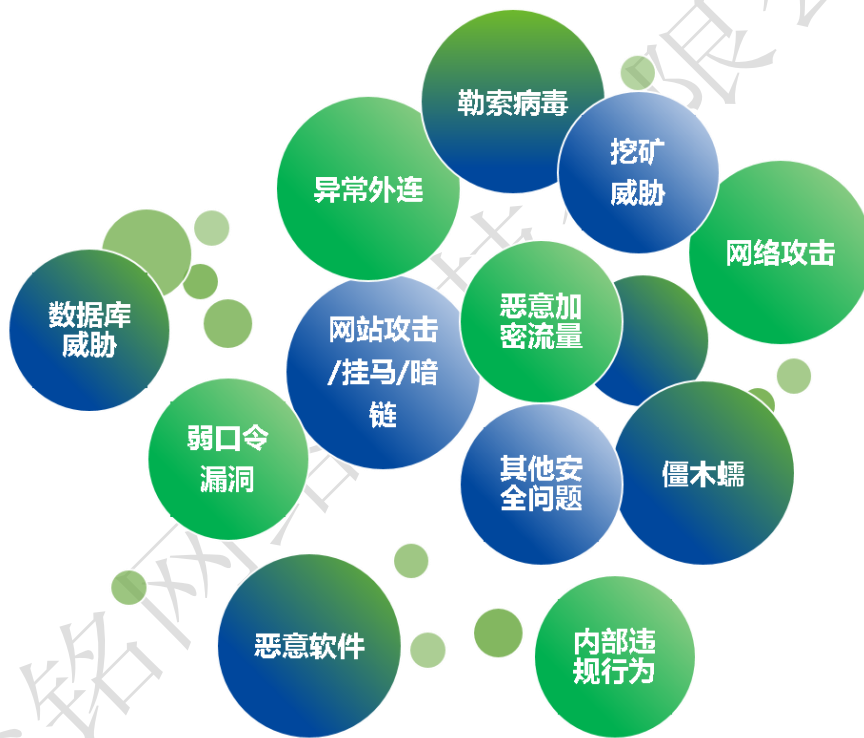 勒索病毒
挖矿
威胁
异常外连
网络攻击
恶意加
密流量
数据库
威胁
网站攻击
/挂马/暗
链
弱口令
漏洞
其他安
全问题
僵木蠕
恶意软件
内部违
规行为